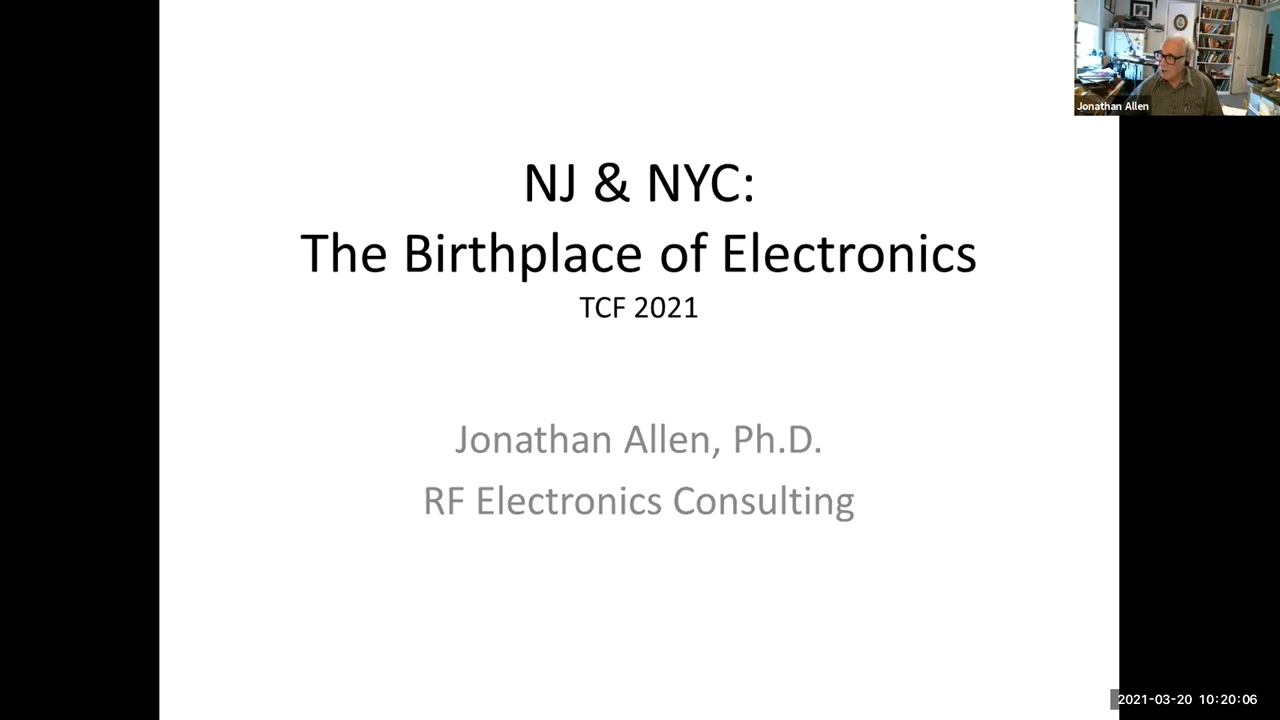 Jonathan Allen
NJ & NYC:
The Birthplace of Electronics
TCF 2021
Jonathan Allen, Ph.D.
RF Electronics Consulting
2021-03-20 10:20:06